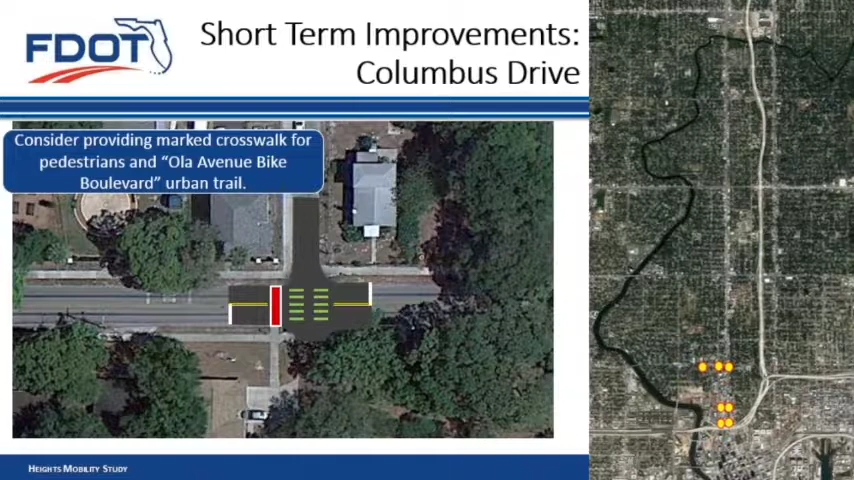 FDOT
Short Term Improvements:
Columbus Drive
Consider providing marked crosswalk for
pedestrians and “Ola Avenue Bike
Boulevard” urban trail.
HEIGHTS MOBILITY STUDY